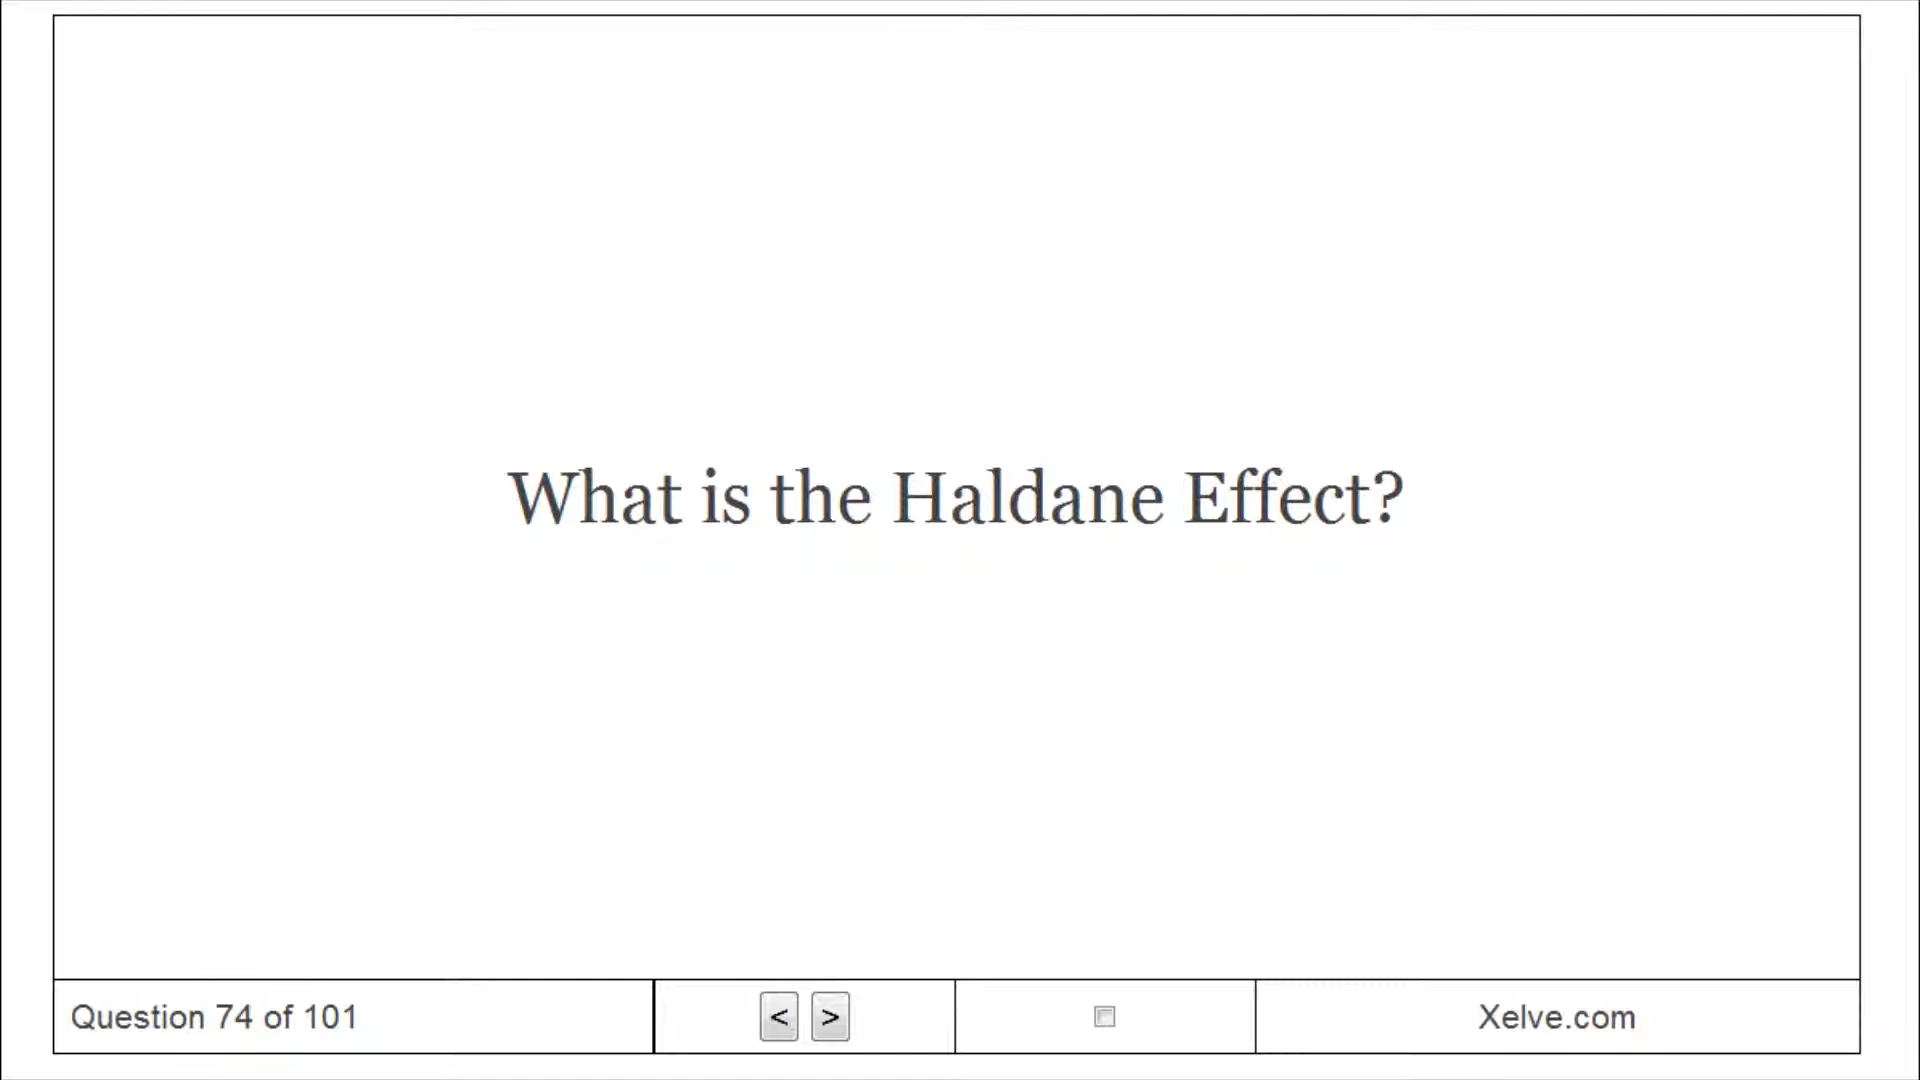 What is the Haldane Effect?
Question 74 of 101
< >
Xelve.com